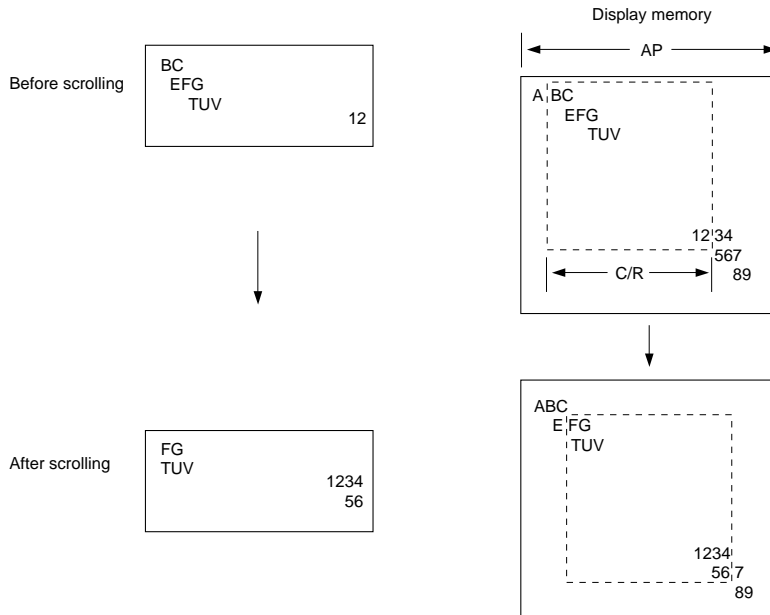 Display memory
AP
Before scrolling
BC
EFG
TUV
12
A BC
EFG
TUV
12 34
567
89
C/R
After scrolling
FG
TUV
1234
56
ABC
E FG
TUV
1234
56 7
89